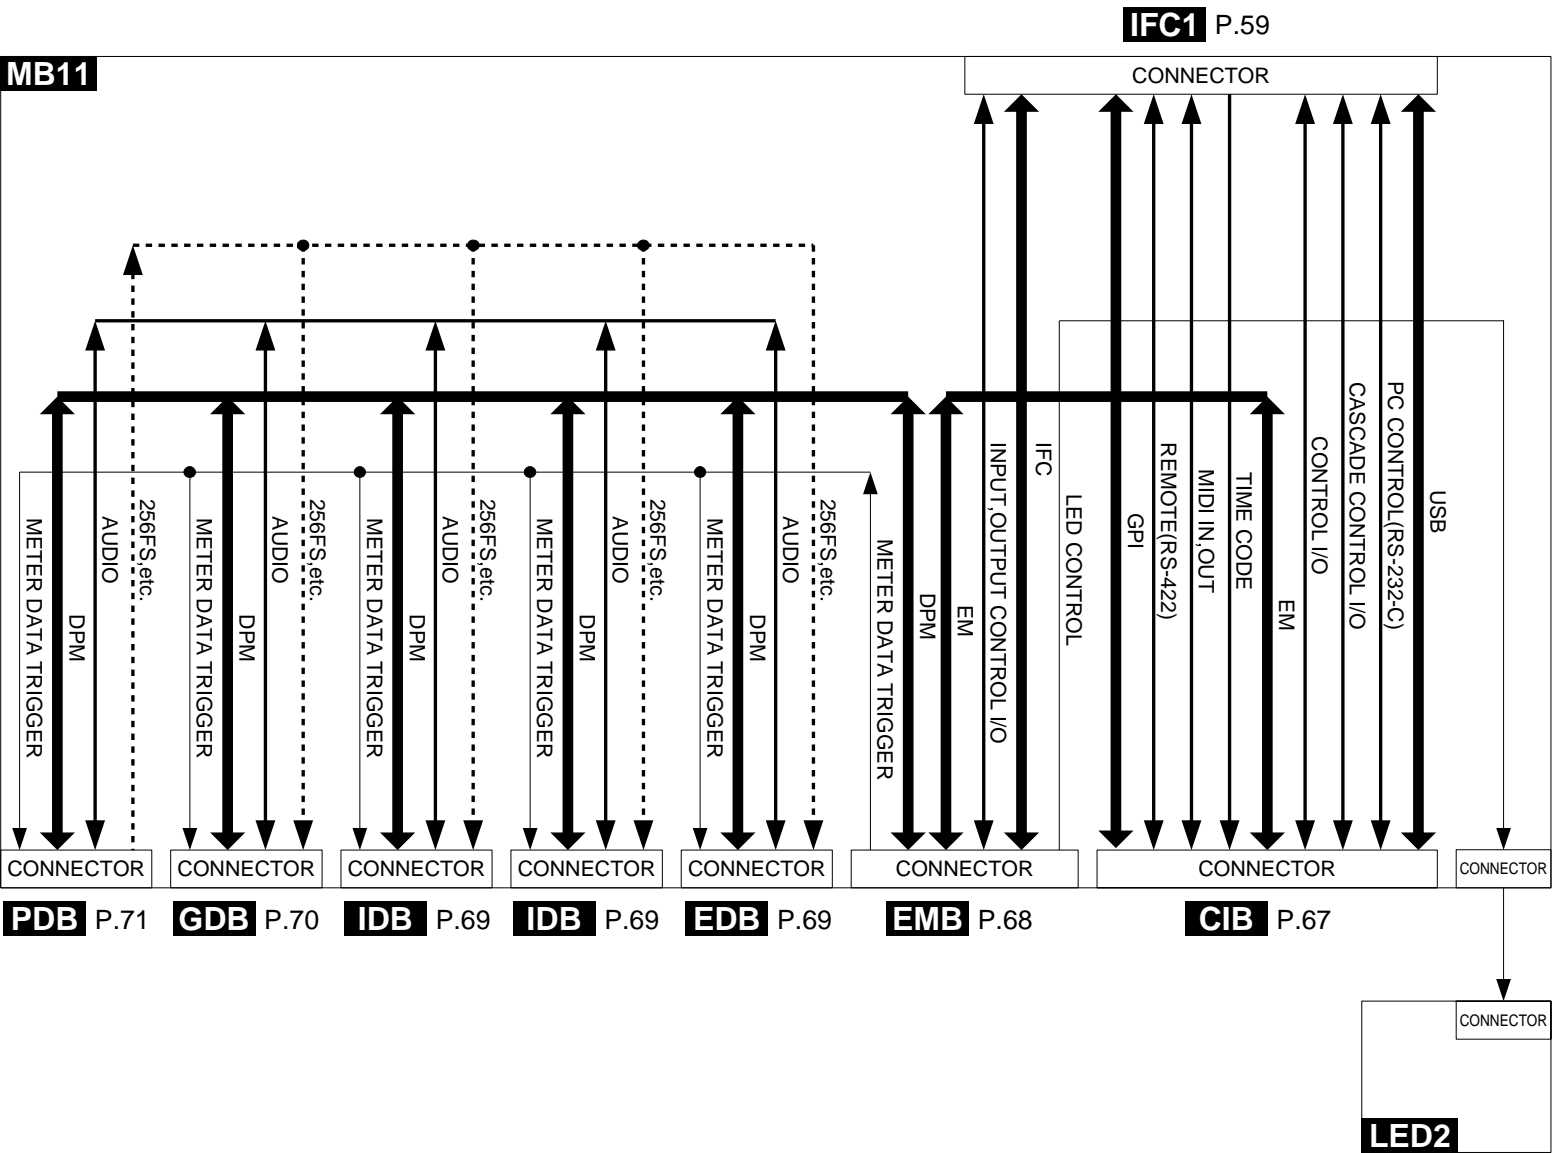 IFC1 P.59
MB11
CONNECTOR
METER DATA TRIGGER
DPM
AUDIO
256FS,etc.
METER DATA TRIGGER
DPM
AUDIO
256FS,etc.
METER DATA TRIGGER
DPM
AUDIO
256FS,etc.
METER DATA TRIGGER
DPM
AUDIO
256FS,etc.
METER DATA TRIGGER
DPM
AUDIO
256FS,etc.
METER DATA TRIGGER
DPM
EM
INPUT,OUTPUT CONTROL I/O
IFC
LED CONTROL
GPI
REMOTE(RS-422)
MIDI IN,OUT
TIME CODE
EM
CONTROL I/O
CASCADE CONTROL I/O
PC CONTROL(RS-232-C)
USB
CONNECTOR
CONNECTOR
CONNECTOR
CONNECTOR
CONNECTOR
CONNECTOR
CONNECTOR
CONNECTOR
PDB P.71
GDB P.70
IDB P.69
IDB P.69
EDB P.69
EMB P.68
CIB P.67
CONNECTOR
LED2